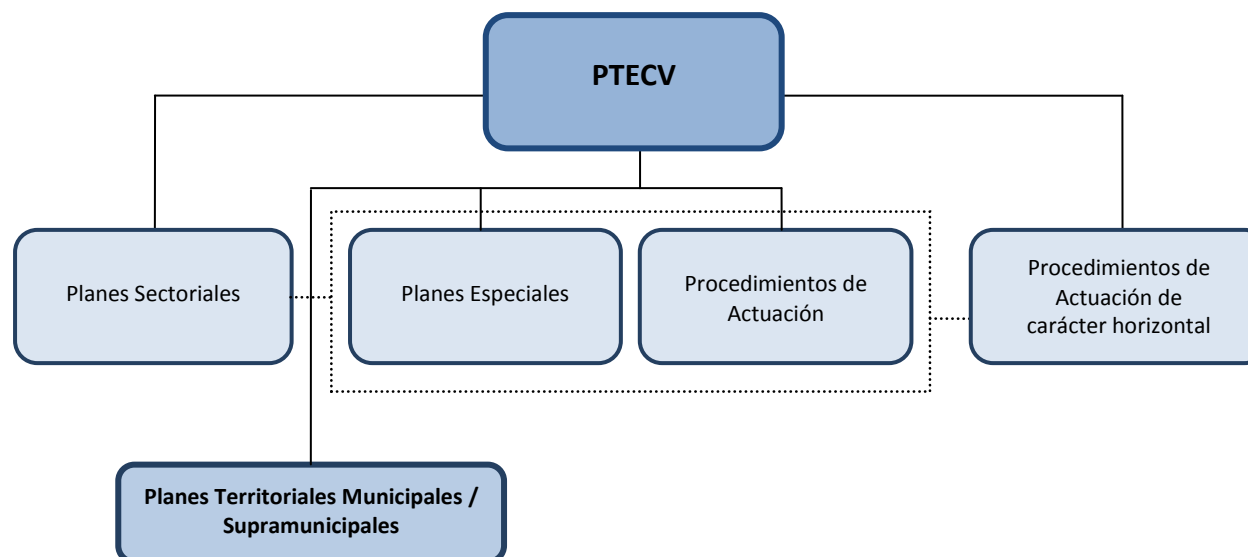 PTECV
Planes Sectoriales
Planes Especiales
Procedimientos de
Actuación
Procedimientos de
Actuación de
carácter horizontal
Planes Territoriales Municipales /
Supramunicipales